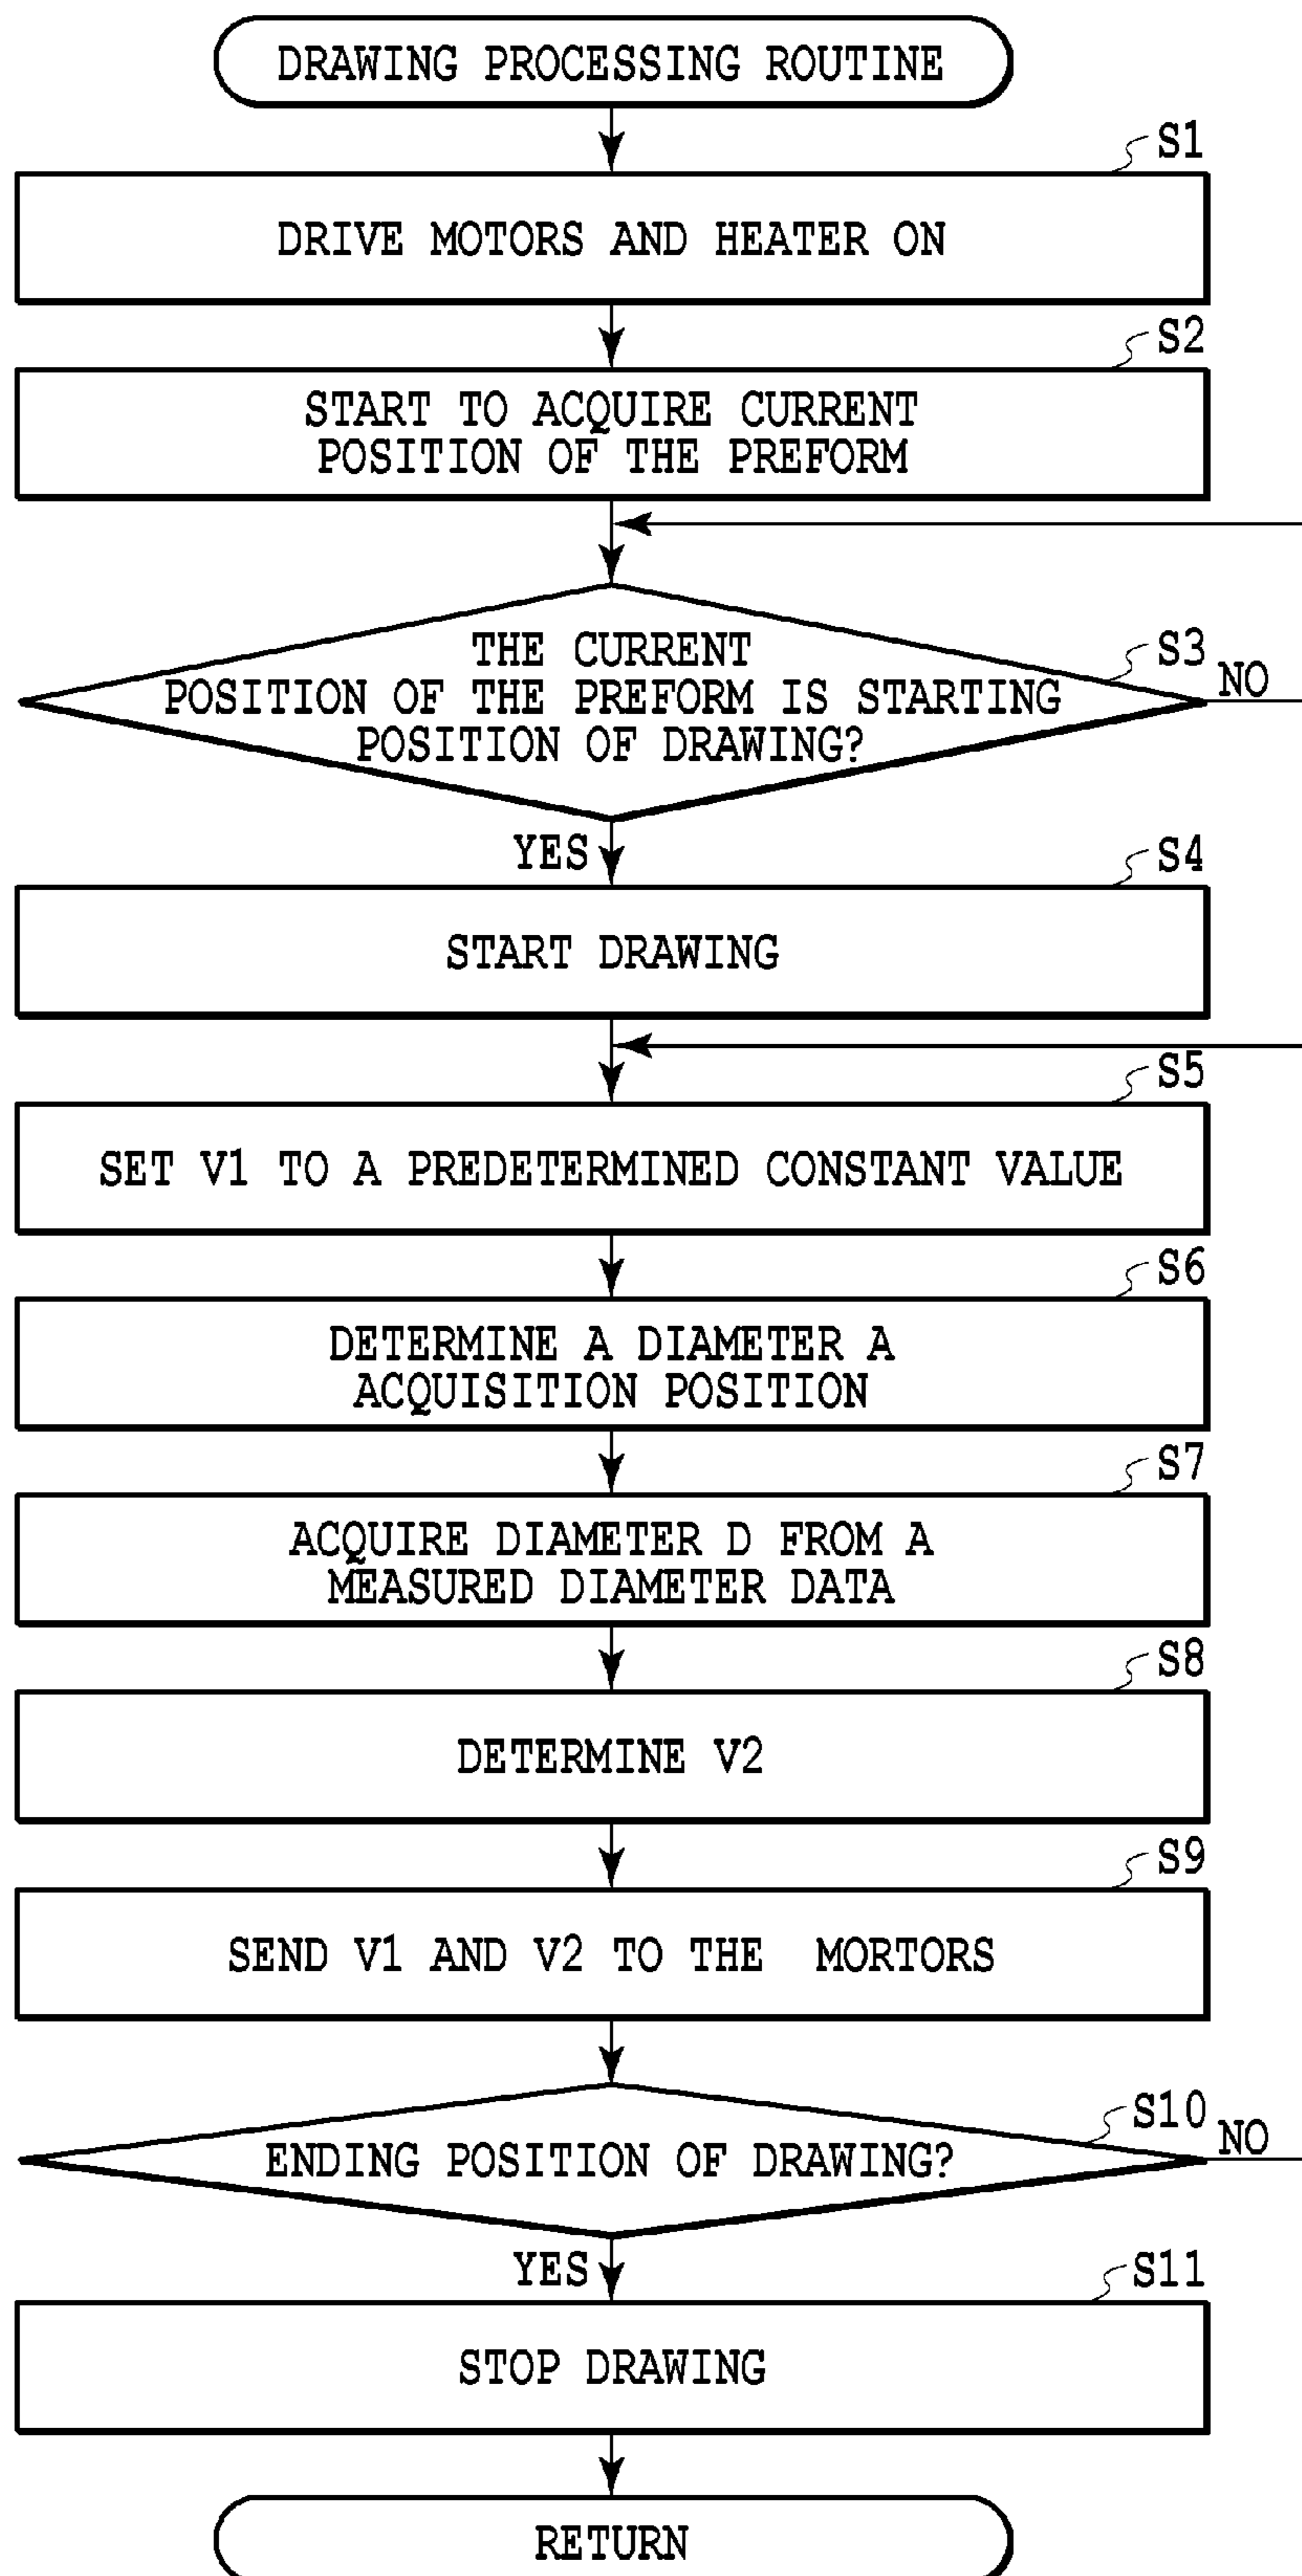 DRAWING PROCESSING ROUTINE
S1
DRIVE MOTORS AND HEATER ON
S2
START TO ACQUIRE CURRENT
POSITION OF THE PREFORM
S3
THE CURRENT
POSITION OF THE PREFORM IS STARTING
POSITION OF DRAWING?
NO
YES
S4
START DRAWING
S5
SET V1 TO A PREDETERMINED CONSTANT VALUE
S6
DETERMINE A DIAMETER A
ACQUISITION POSITION
S7
ACQUIRE DIAMETER D FROM A
MEASURED DIAMETER DATA
S8
DETERMINE V2
S9
SEND V1 AND V2 TO THE MORTORS
S10
ENDING POSITION OF DRAWING?
NO
YES
S11
STOP DRAWING
RETURN